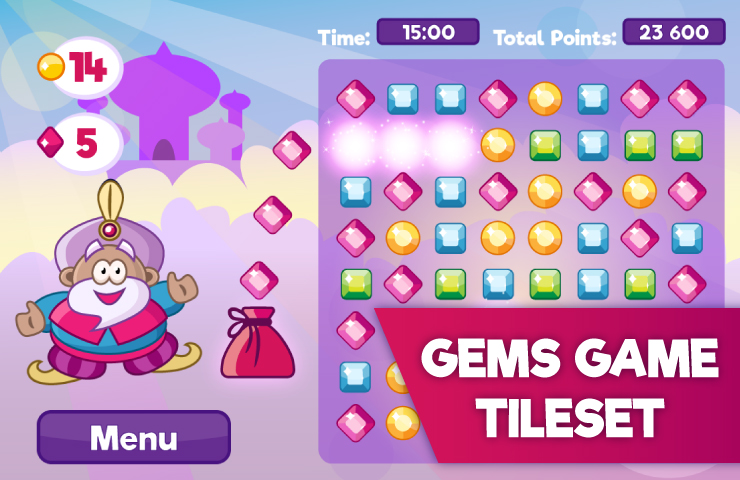 Time: 15:00 Total Points: 23 600
14
5
GEMS GAME
TILESET
Menu